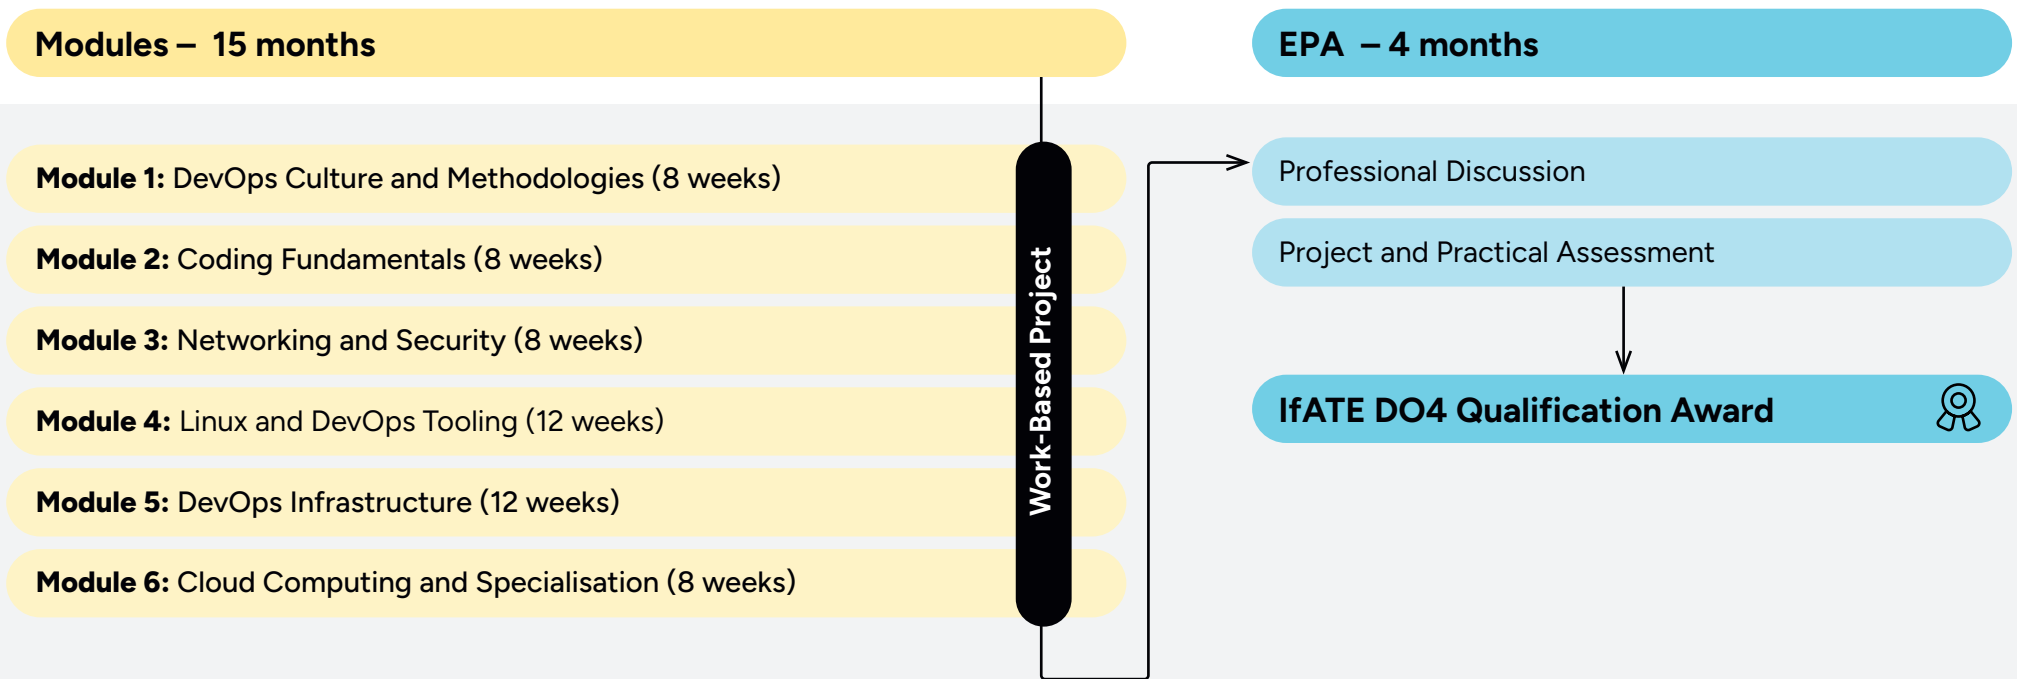 Modules – 15 months
Module 1: DevOps Culture and Methodologies (8 weeks)
Module 2: Coding Fundamentals (8 weeks)
Module 3: Networking and Security (8 weeks)
Module 4: Linux and DevOps Tooling (12 weeks)
Module 5: DevOps Infrastructure (12 weeks)
Module 6: Cloud Computing and Specialisation (8 weeks)
Work-Based Project
EPA – 4 months
Professional Discussion
Project and Practical Assessment
IfATE DO4 Qualification Award